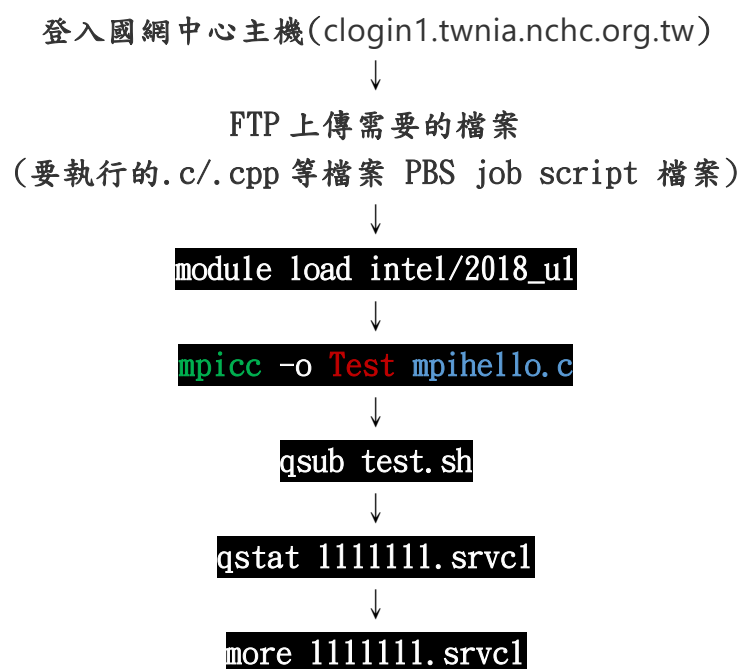 登入國網中心主機(clogin1.twnia.nchc.org.tw)
↓
FTP 上傳需要的檔案
(要執行的.c/.cpp 等檔案 PBS job script 檔案)
↓
module load intel/2018_u1
↓
mpicc -o Test mpihello.c
↓
qsub test.sh
↓
qstat 1111111.srvc1
↓
more 1111111.srvc1